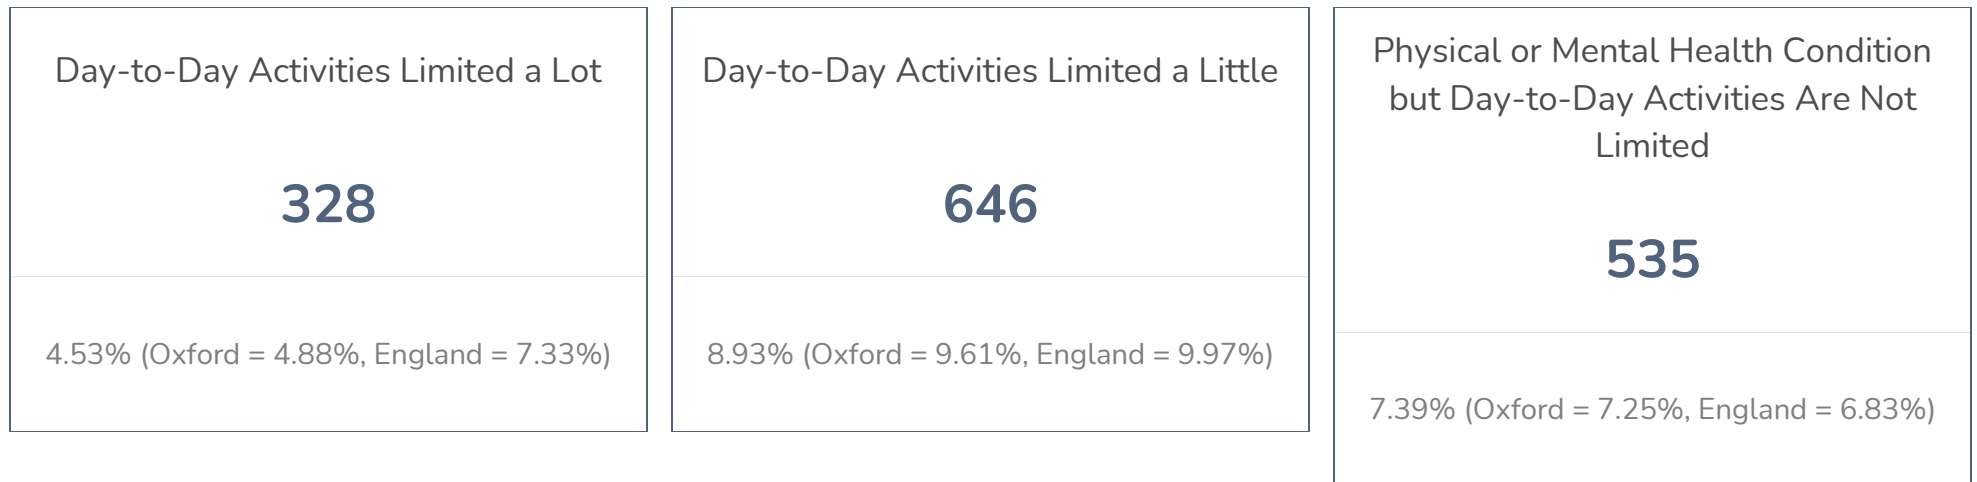 Day-to-Day Activities Limited a Lot
328
4.53% (Oxford = 4.88%, England = 7.33%)
Day-to-Day Activities Limited a Little
646
8.93% (Oxford = 9.61%, England = 9.97%)
Physical or Mental Health Condition
but Day-to-Day Activities Are Not
Limited
535
7.39% (Oxford = 7.25%, England = 6.83%)